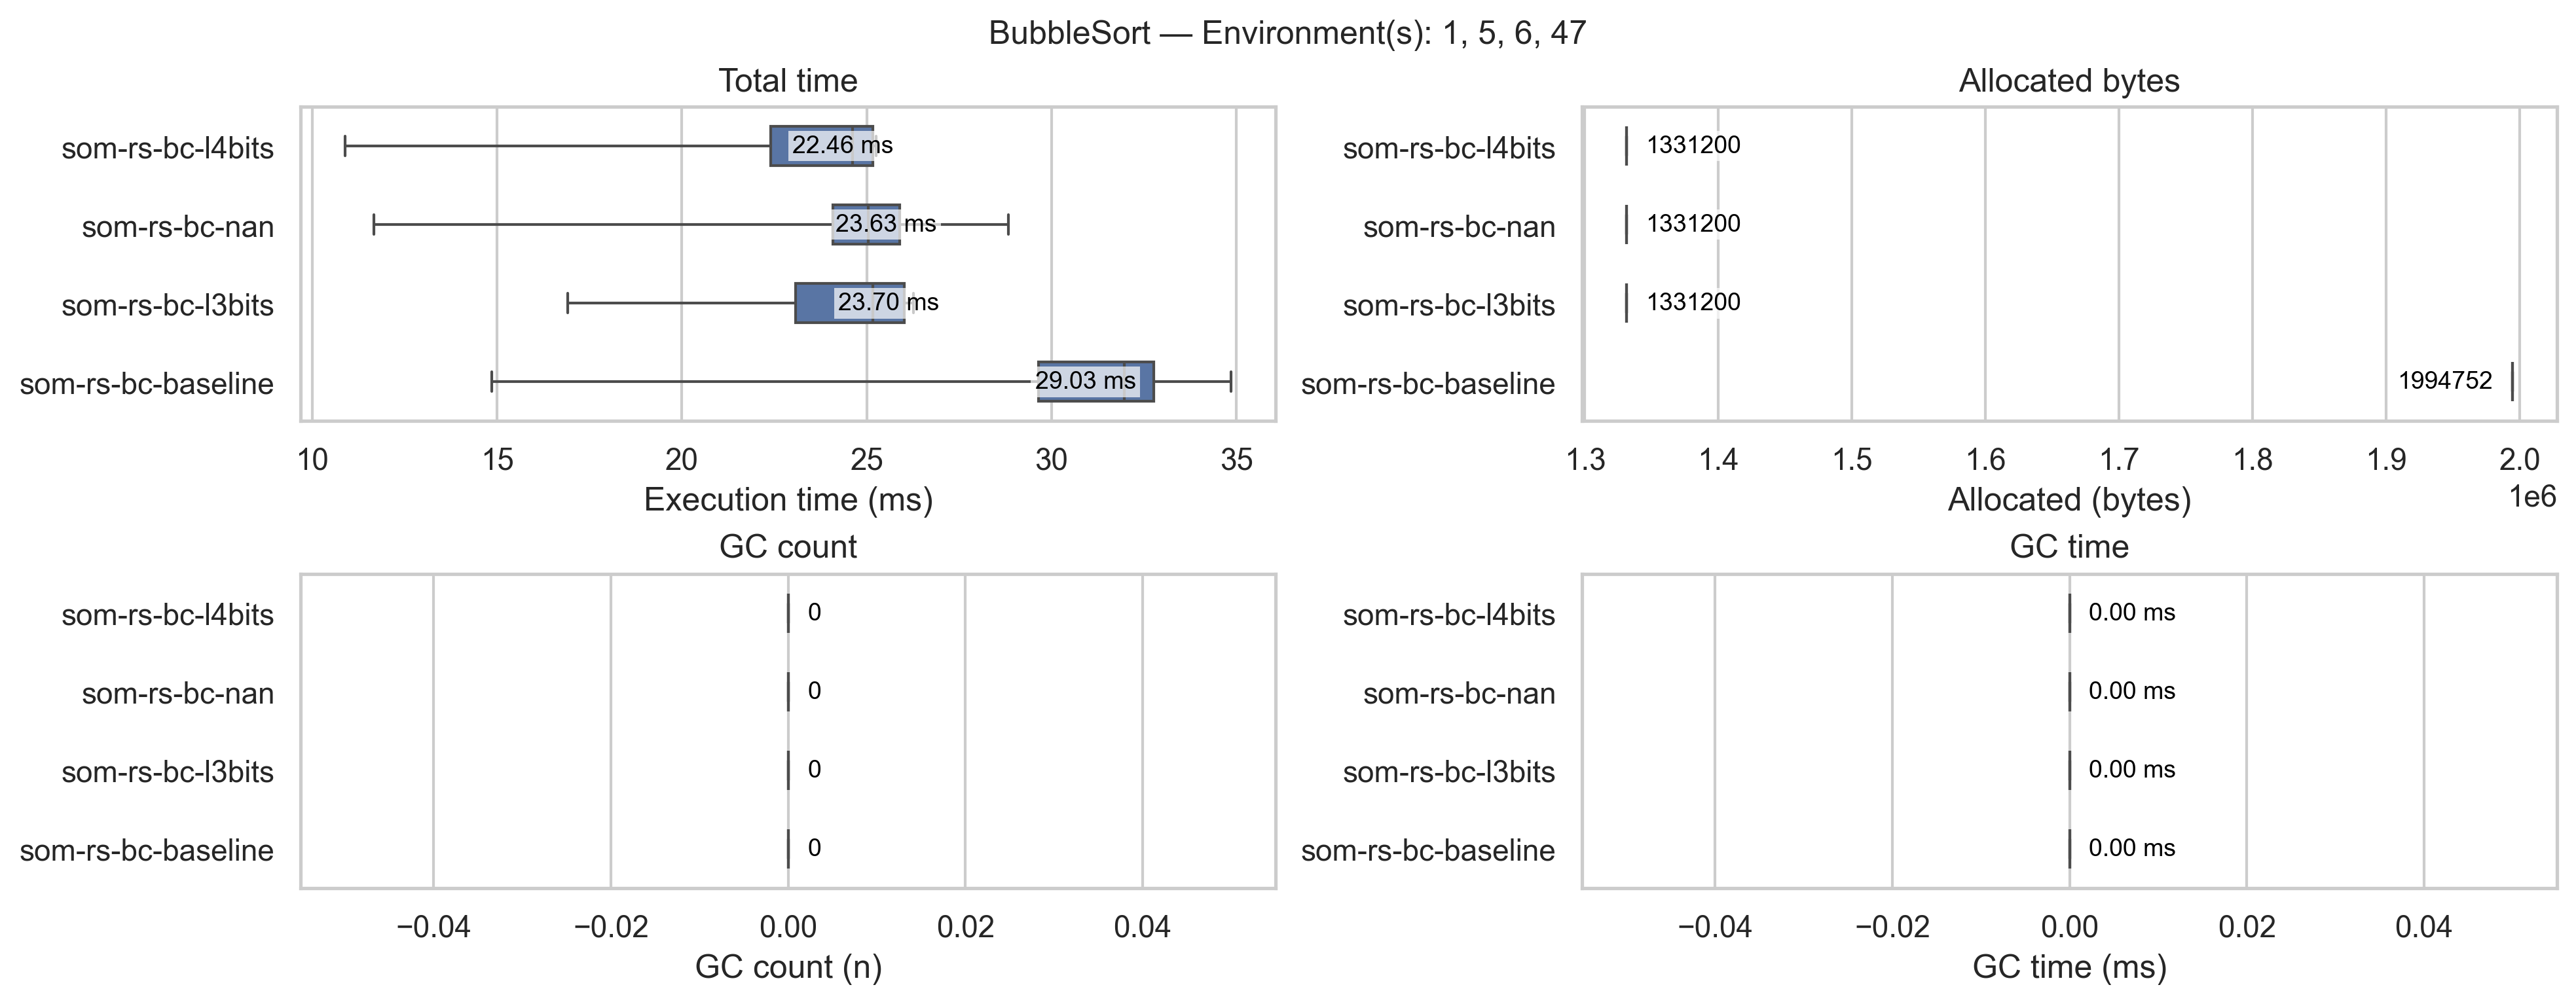 BubbleSort — Environment(s): 1, 5, 6, 47
Total time
som-rs-bc-l4bits
22.46 ms
som-rs-bc-nan
23.63 ms
som-rs-bc-l3bits
23.70 ms
som-rs-bc-baseline
29.03 ms
10 15 20 25 30 35
Execution time (ms)
Allocated bytes
som-rs-bc-l4bits
1331200
som-rs-bc-nan
1331200
som-rs-bc-l3bits
1331200
som-rs-bc-baseline
1994752
1.3 1.4 1.5 1.6 1.7 1.8 1.9 2.0
1e6
Allocated (bytes)
GC count
som-rs-bc-l4bits
0
som-rs-bc-nan
0
som-rs-bc-l3bits
0
som-rs-bc-baseline
0
−0.04 −0.02 0.00 0.02 0.04
GC count (n)
GC time
som-rs-bc-l4bits
0.00 ms
som-rs-bc-nan
0.00 ms
som-rs-bc-l3bits
0.00 ms
som-rs-bc-baseline
0.00 ms
−0.04 −0.02 0.00 0.02 0.04
GC time (ms)